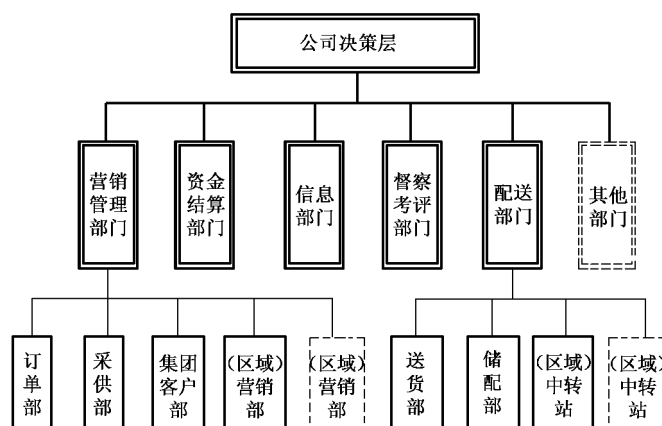 公司决策层
营销
管理
部门
资金
结算
部门
信息
部门
督察
考评
部门
配送
部门
其他
部门
订
单
部
采
供
部
集团
客户
部
(区域)
营销
部
(区域)
营销
部
送
货
部
储
配
部
(区域)
中转
站
(区域)
中转
站